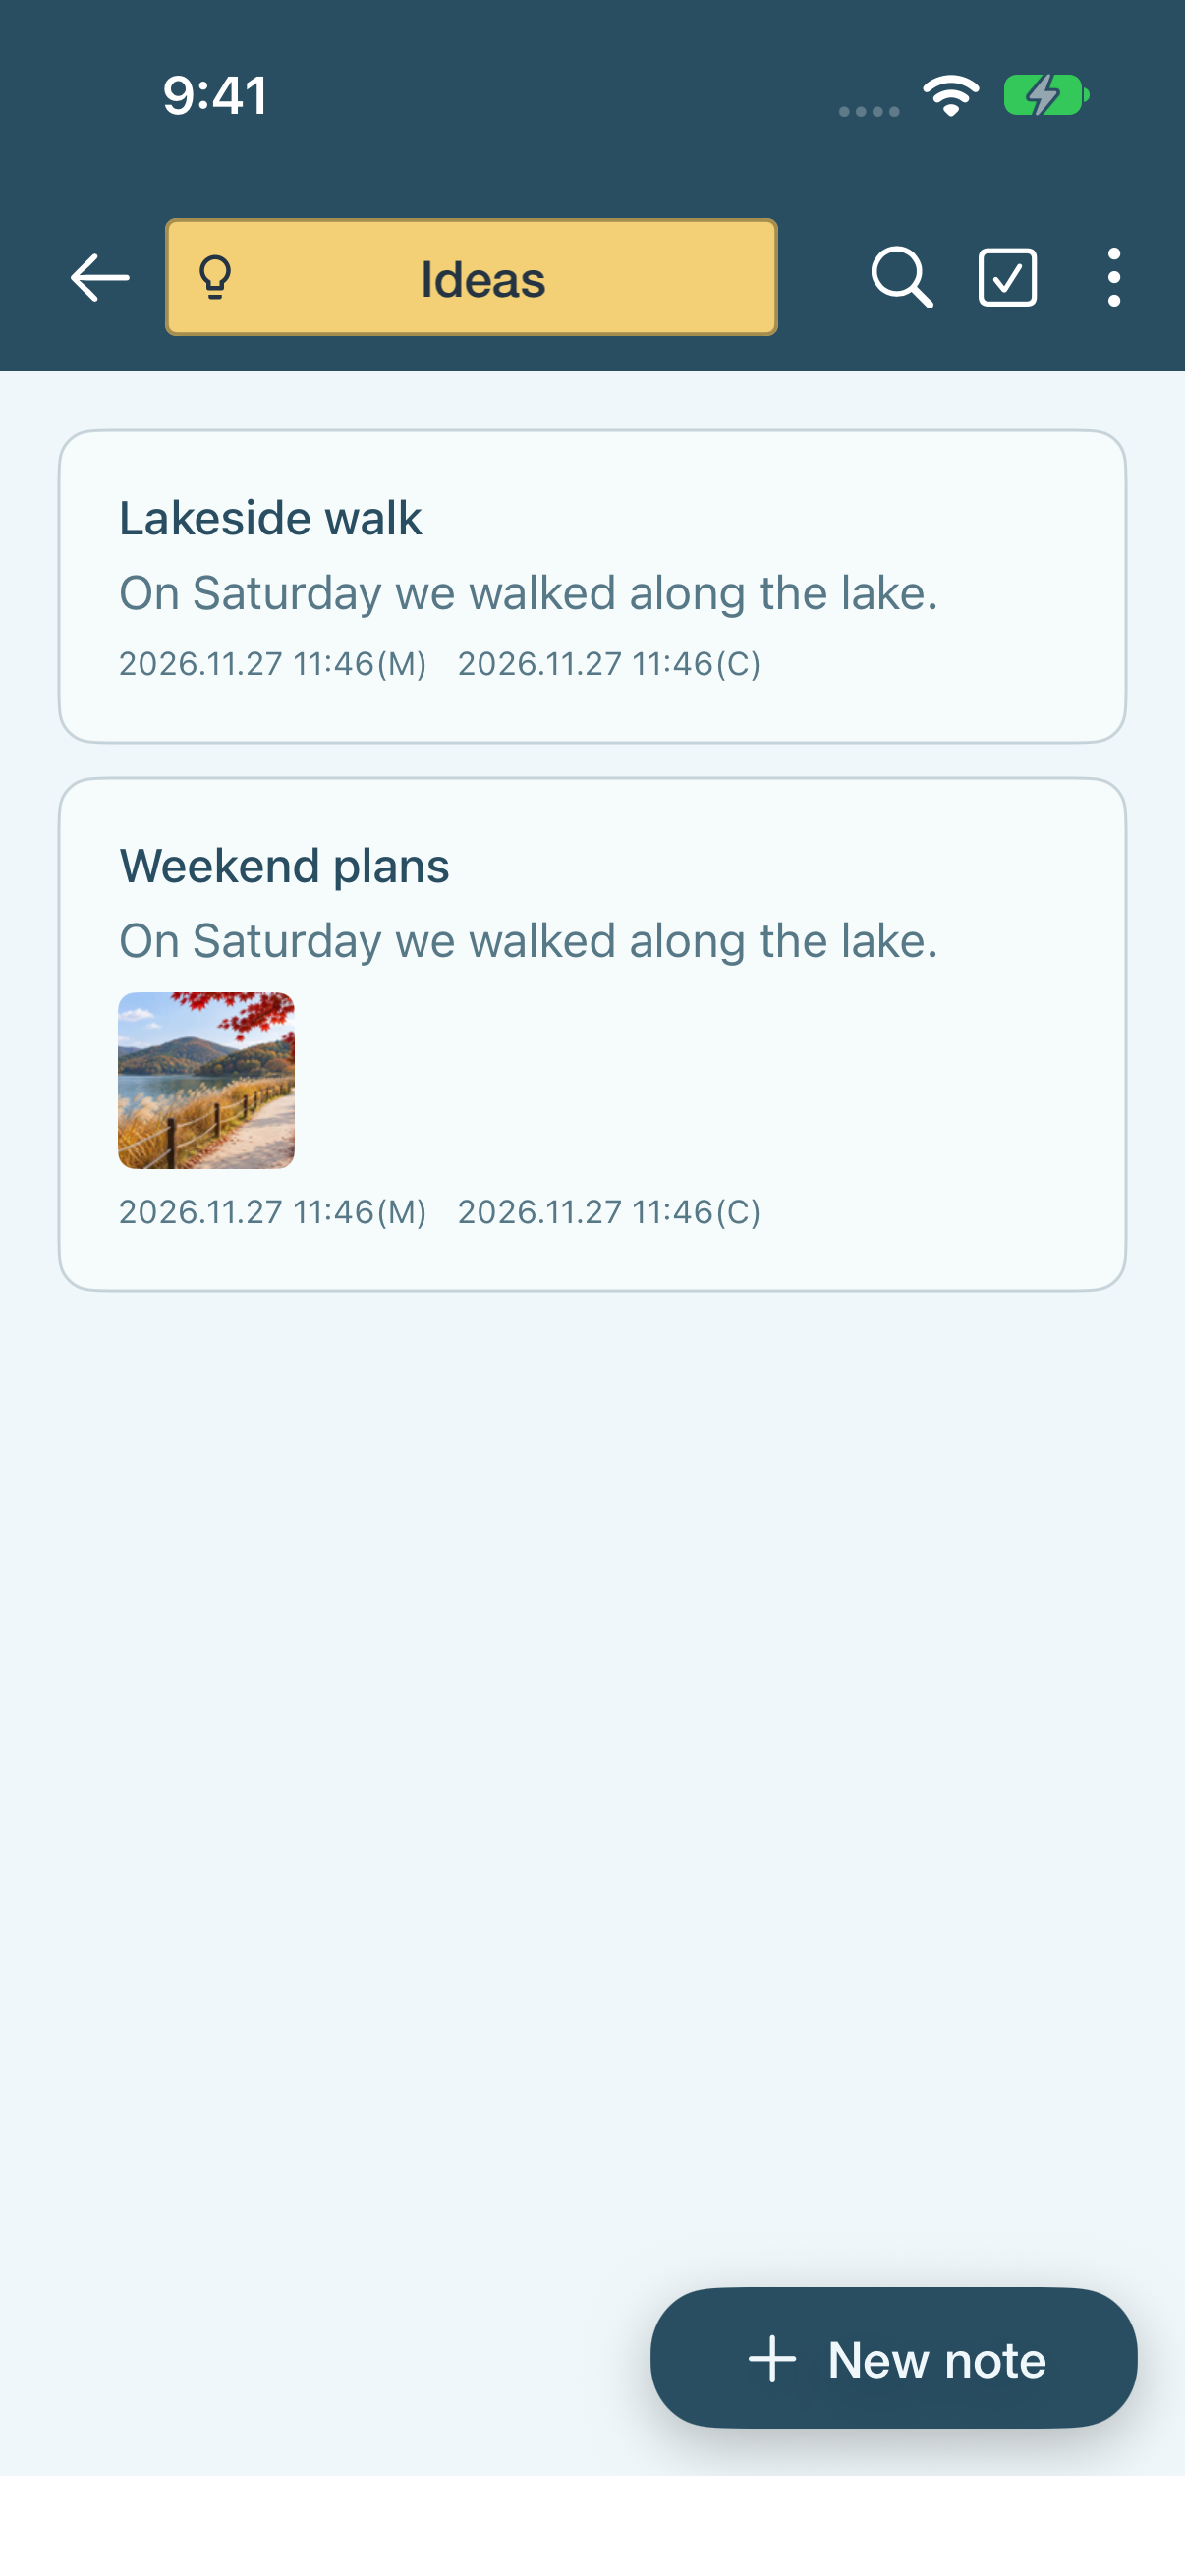 9:41
Ideas
Lakeside walk
On Saturday we walked along the lake.
2026.11.27 11:46(M) 2026.11.27 11:46(C)
Weekend plans
On Saturday we walked along the lake.
2026.11.27 11:46(M) 2026.11.27 11:46(C)
New note